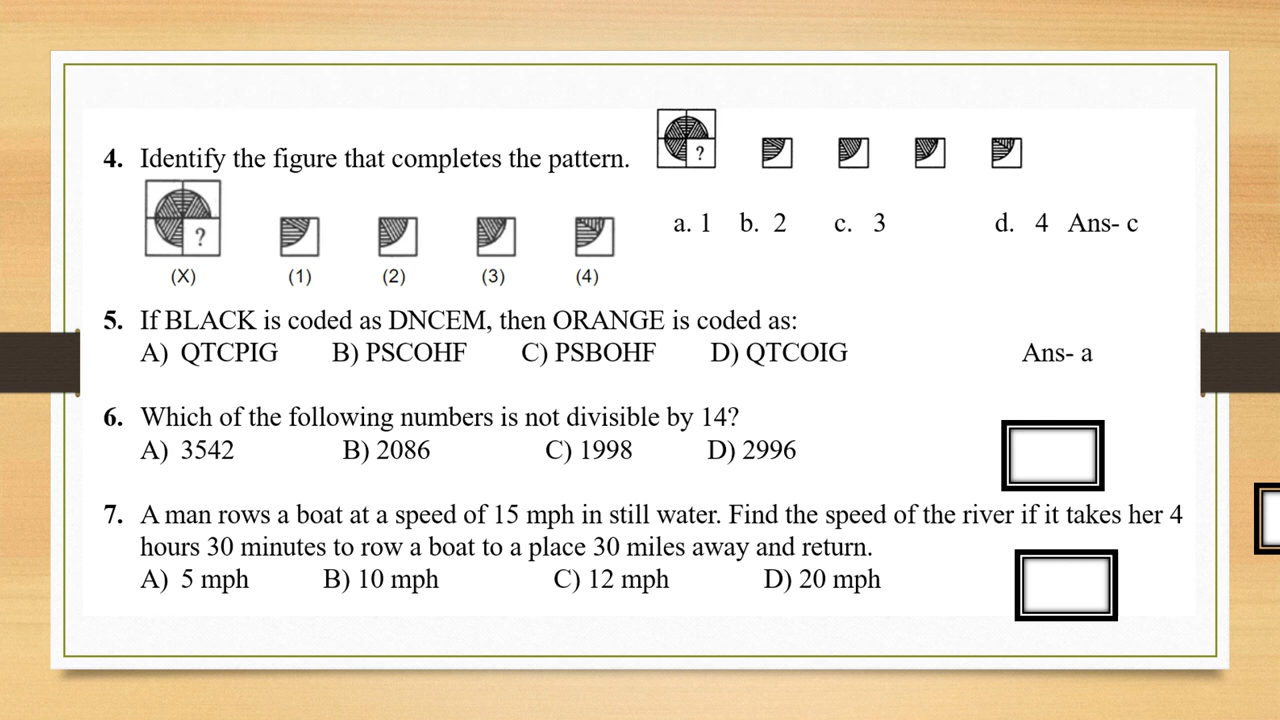 4. Identify the figure that completes the pattern.
?
?
(X) (1) (2) (3) (4)
a. 1 b. 2 c. 3 d. 4 Ans- c
5. If BLACK is coded as DNCEM, then ORANGE is coded as:
A) QTCPIG B) PSCOHF C) PSBOHF D) QTCOIG Ans- a
6. Which of the following numbers is not divisible by 14?
A) 3542 B) 2086 C) 1998 D) 2996
7. A man rows a boat at a speed of 15 mph in still water. Find the speed of the river if it takes her 4
hours 30 minutes to row a boat to a place 30 miles away and return.
A) 5 mph B) 10 mph C) 12 mph D) 20 mph